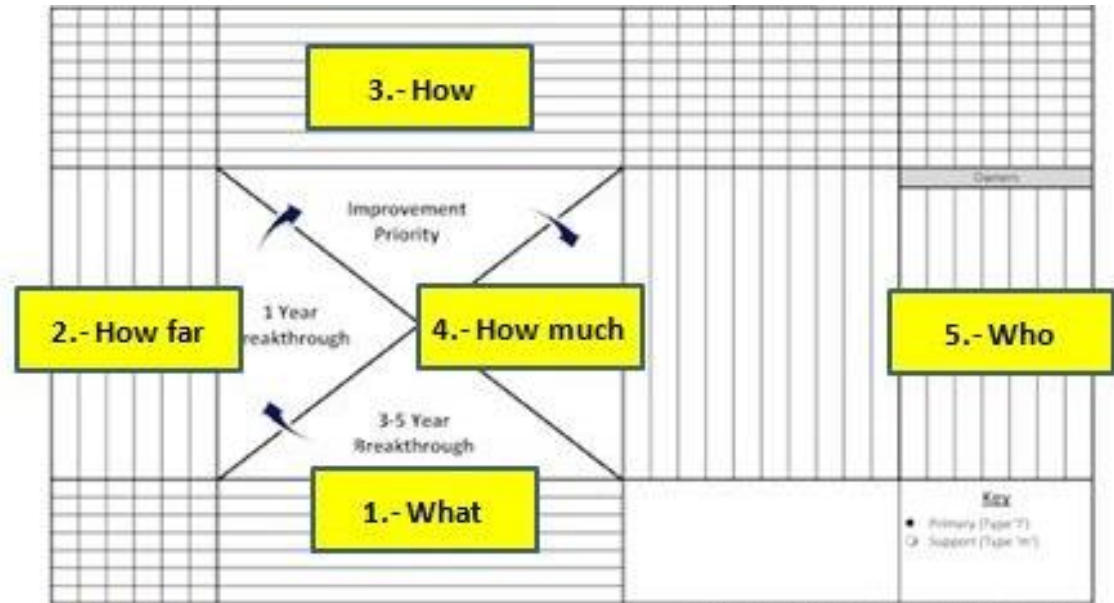 3.- How
Owners
Improvement
Priority
2.- How far
1 Year
reakthrough
4.- How much
5.- Who
3-5 Year
Breakthrough
1.- What
Key
Primary (Type 'l')
Support (Type 'm')